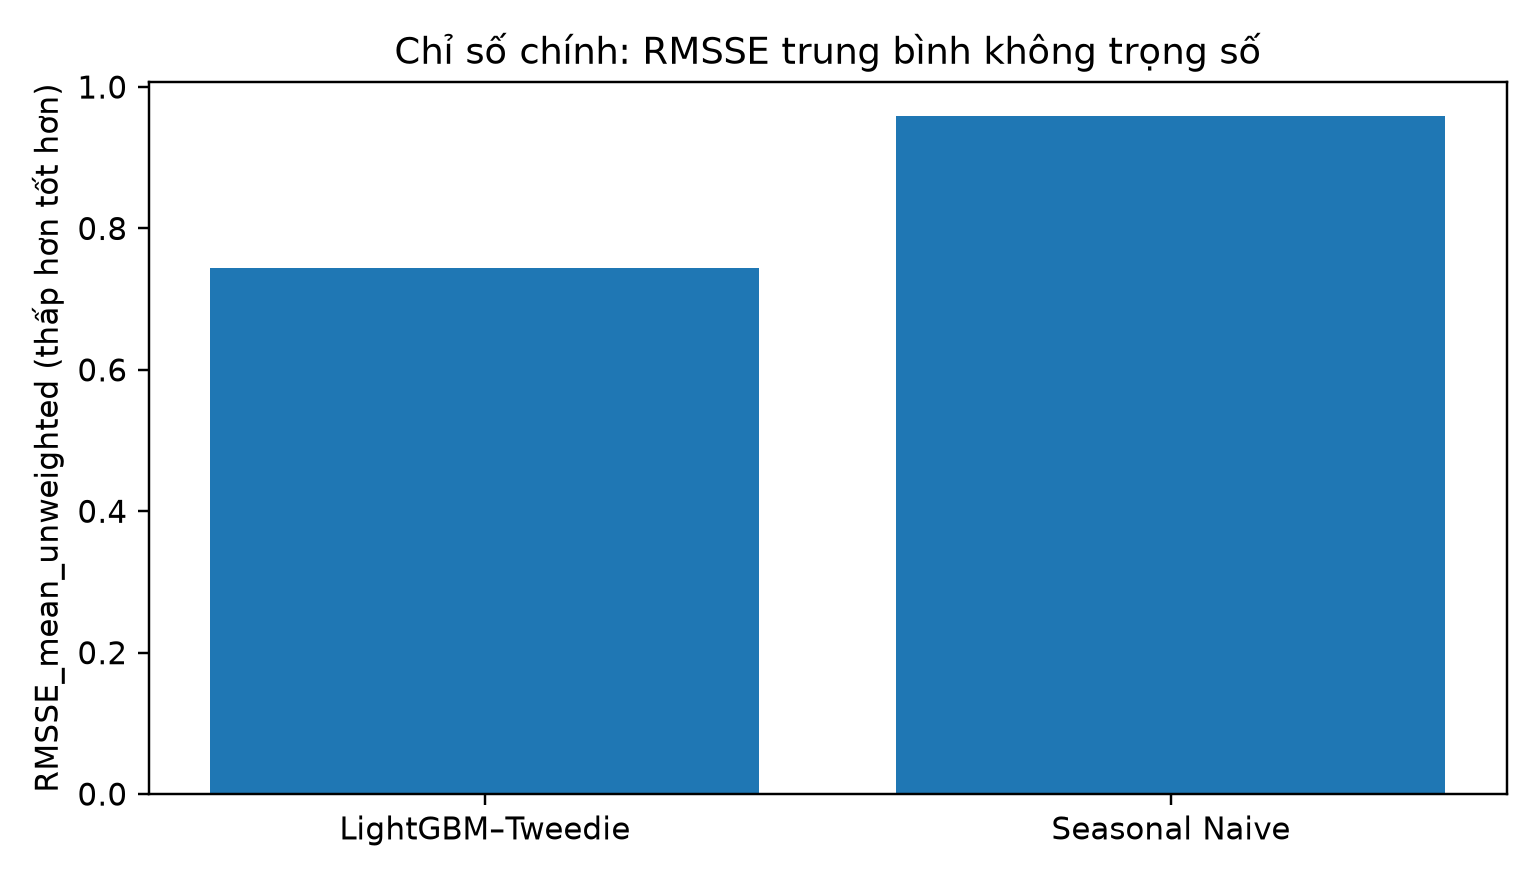 Chỉ số chính: RMSSE trung bình không trọng số
RMSSE_mean_unweighted (thấp hơn tốt hơn)
1.0
0.8
0.6
0.4
0.2
0.0
LightGBM–Tweedie
Seasonal Naive